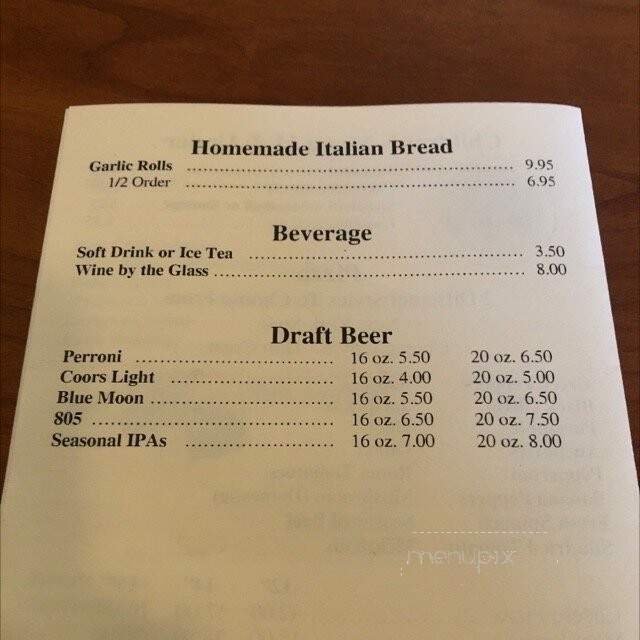 Homemade Italian Bread
Garlic Rolls ........ 9.95
1/2 Order ........ 6.95
Beverage
Soft Drink or Ice Tea ........ 3.50
Wine by the Glass ........ 8.00
Draft Beer
Perroni ........ 16 oz. 5.50 20 oz. 6.50
Coors Light ........ 16 oz. 4.00 20 oz. 5.00
Blue Moon ........ 16 oz. 5.50 20 oz. 6.50
805 ........ 16 oz. 6.50 20 oz. 7.50
Seasonal IPAs ........ 16 oz. 7.00 20 oz. 8.00
menupix